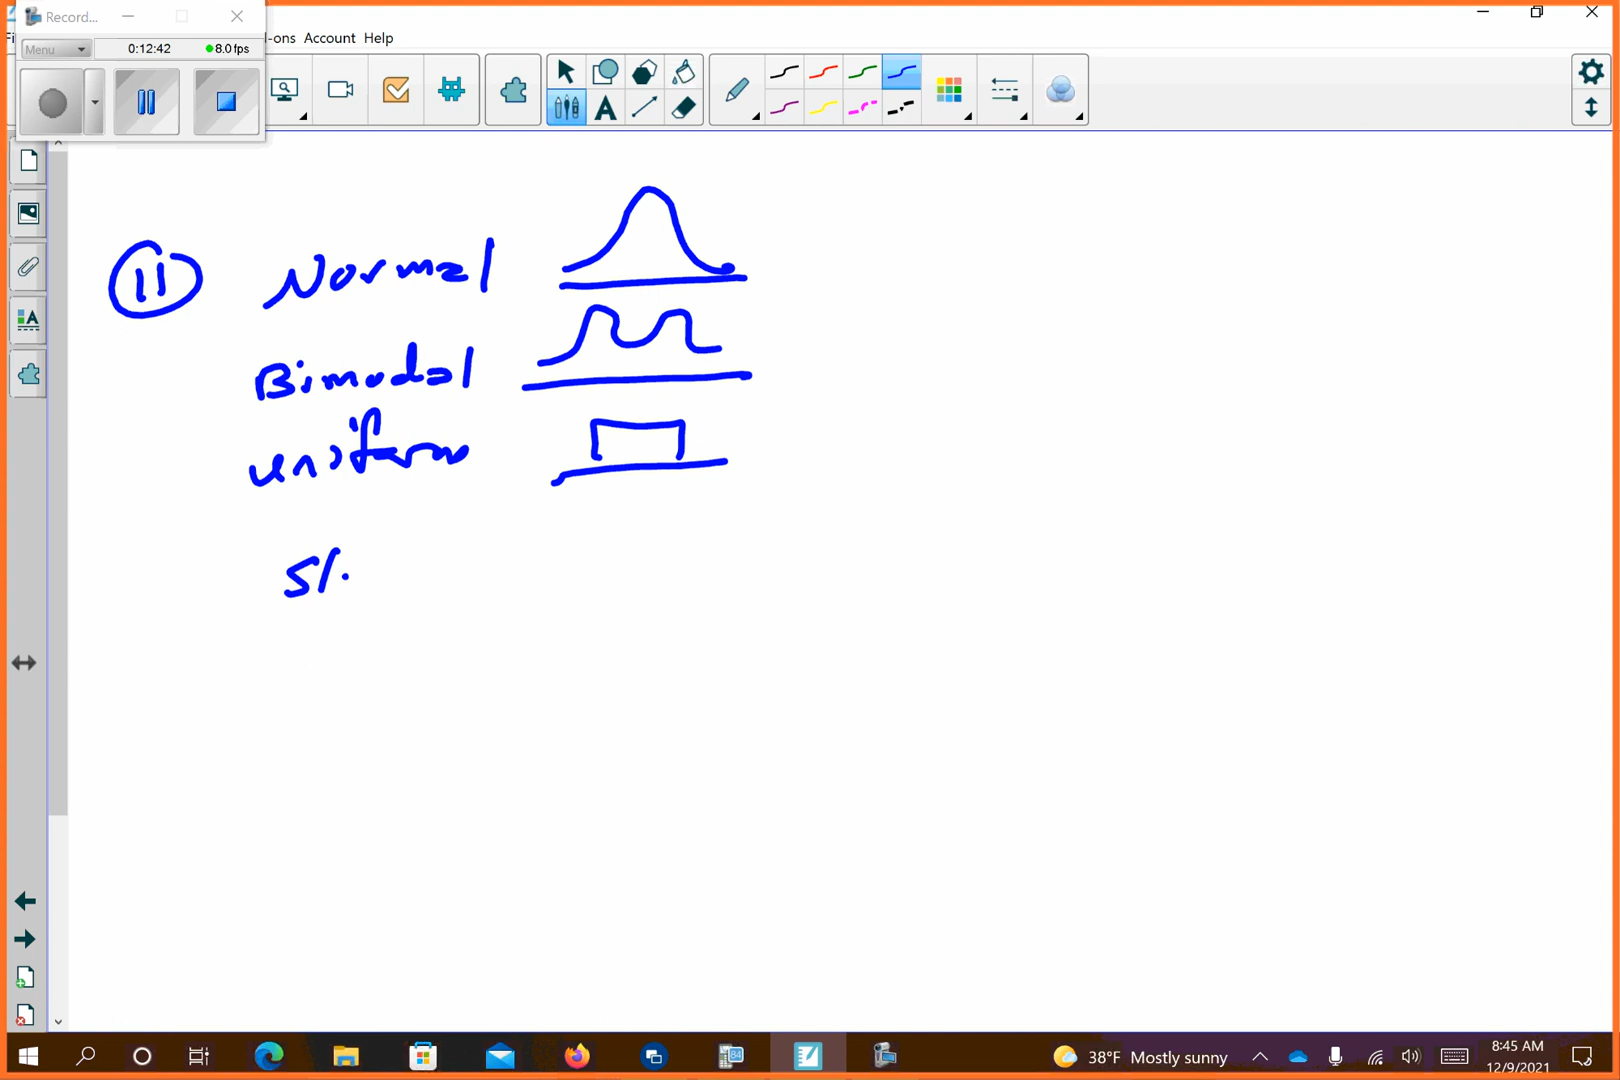 Record...
Menu
0:12:42
8.0 fps
-ons Account Help
A
A
11 Normal
Bimodal
uniform
S
84
38°F Mostly sunny
8:45 AM
12/9/2021